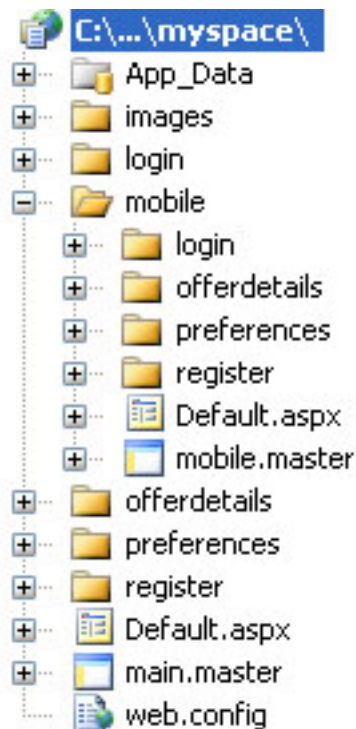 C:\...\myspace\
App_Data
images
login
mobile
login
offerdetails
preferences
register
Default.aspx
mobile.master
offerdetails
preferences
register
Default.aspx
main.master
web.config